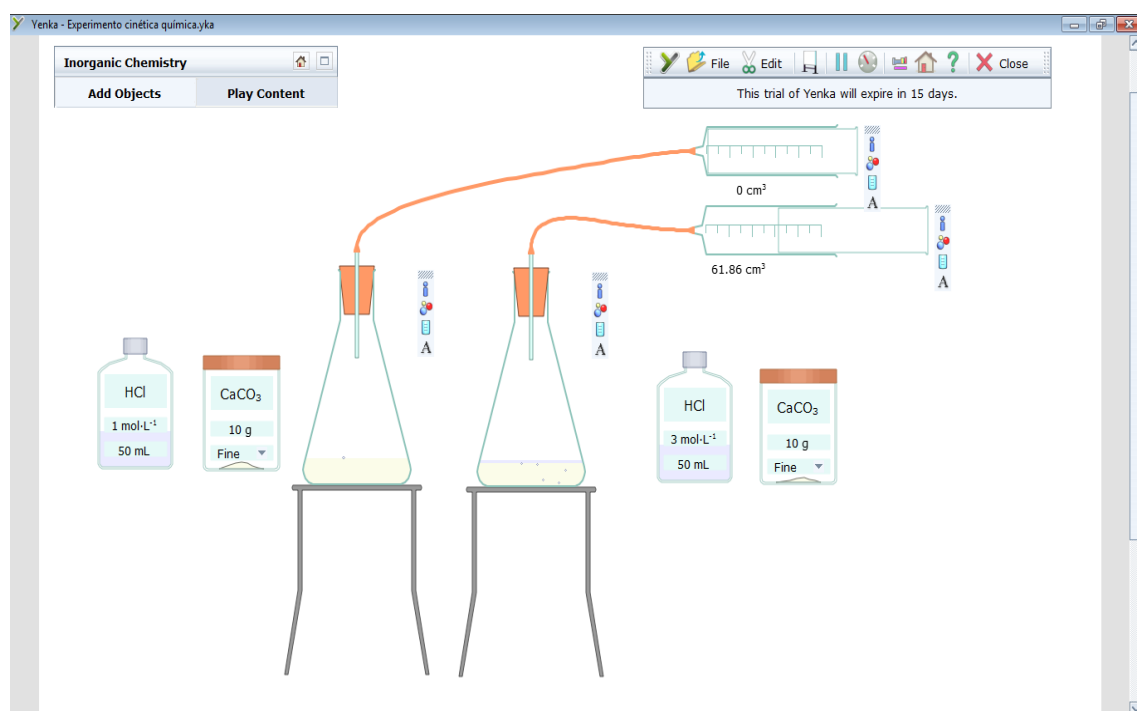 Yenka - Experimento cinética química.yka
Inorganic Chemistry
Add Objects Play Content
File Edit Close
This trial of Yenka will expire in 15 days.
0 cm³
A
61.86 cm³
A
A
A
HCl
1 mol·L⁻¹
50 mL
CaCO₃
10 g
Fine
HCl
3 mol·L⁻¹
50 mL
CaCO₃
10 g
Fine